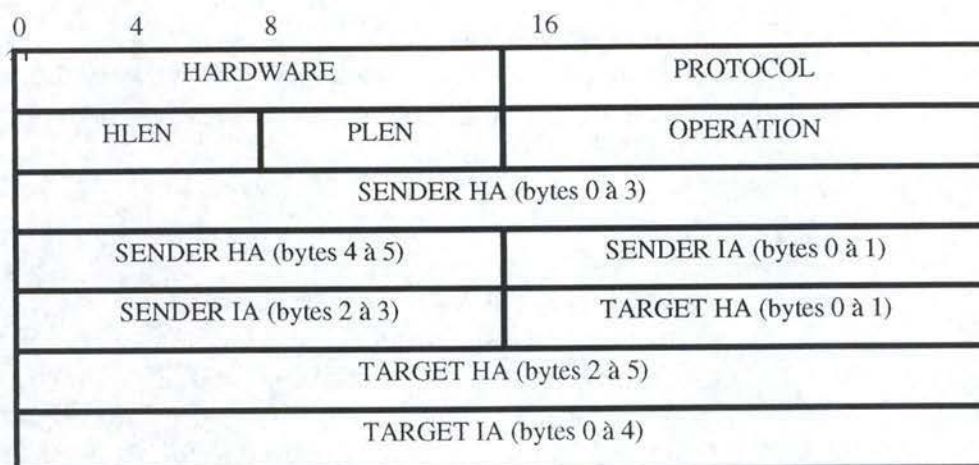 0 4 8 16
HARDWARE PROTOCOL
HLEN PLEN OPERATION
SENDER HA (bytes 0 à 3)
SENDER HA (bytes 4 à 5) SENDER IA (bytes 0 à 1)
SENDER IA (bytes 2 à 3) TARGET HA (bytes 0 à 1)
TARGET HA (bytes 2 à 5)
TARGET IA (bytes 0 à 4)